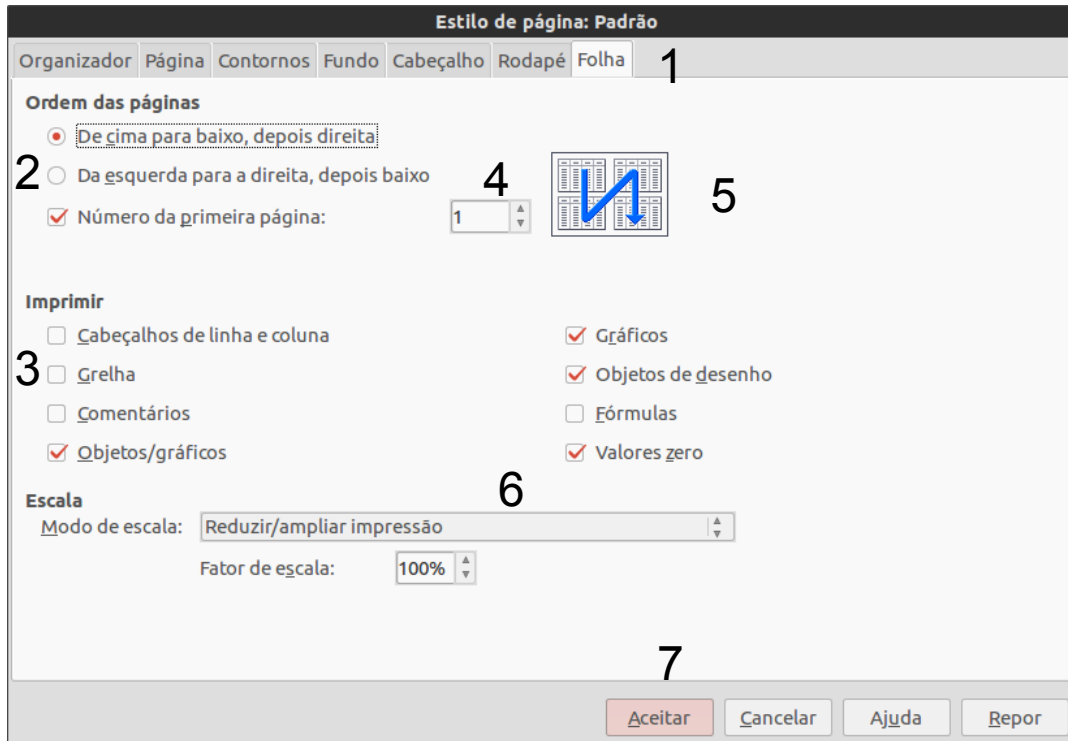 Estilo de página: Padrão
Organizador Página Contornos Fundo Cabeçalho Rodapé Folha 1
Ordem das páginas
De cima para baixo, depois direita
2 Da esquerda para a direita, depois baixo 4 5
Número da primeira página: 1
Imprimir
Cabeçalhos de linha e coluna Gráficos
3 Grelha Objetos de desenho
Comentários Fórmulas
Objetos/gráficos Valores zero
6
Escala
Modo de escala: Reduzir/ampliar impressão
Fator de escala: 100%
7
Aceitar Cancelar Ajuda Repor